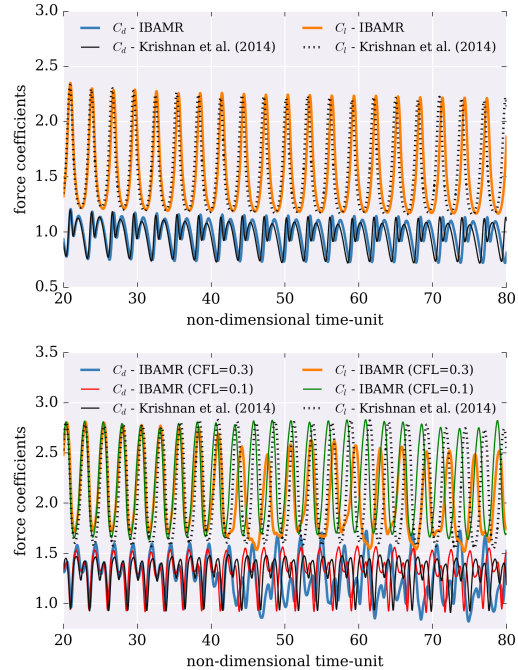 3.0
2.5
2.0
1.5
1.0
0.5
force coefficients
C_d - IBAMR
C_l - IBAMR
C_d - Krishnan et al. (2014)
C_l - Krishnan et al. (2014)
20 30 40 50 60 70 80
non-dimensional time-unit
3.5
3.0
2.5
2.0
1.5
1.0
force coefficients
C_d - IBAMR (CFL=0.3)
C_l - IBAMR (CFL=0.3)
C_d - IBAMR (CFL=0.1)
C_l - IBAMR (CFL=0.1)
C_d - Krishnan et al. (2014)
C_l - Krishnan et al. (2014)
20 30 40 50 60 70 80
non-dimensional time-unit